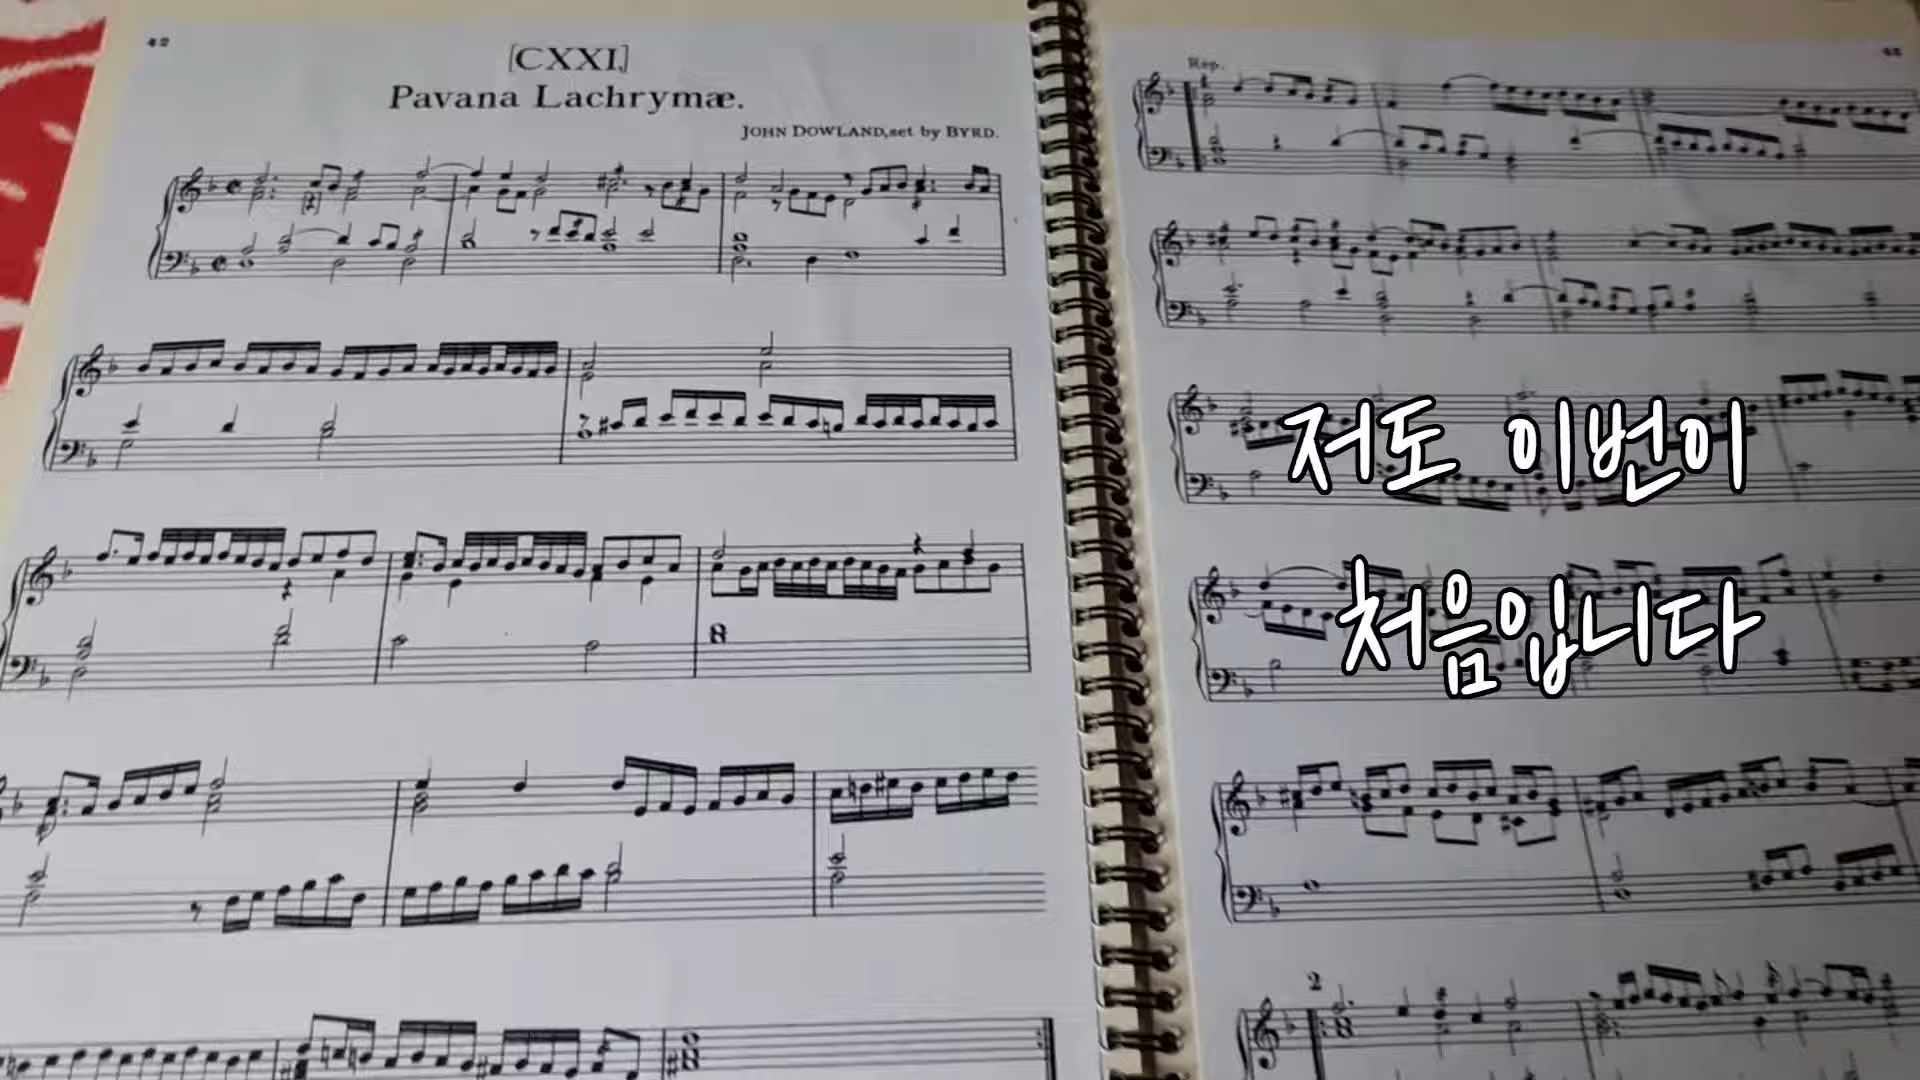 42
[CXXI.]
Pavana Lachrymæ.
JOHN DOWLAND, set by BYRD.
Rep.
저도 이번이
처음입니다
2